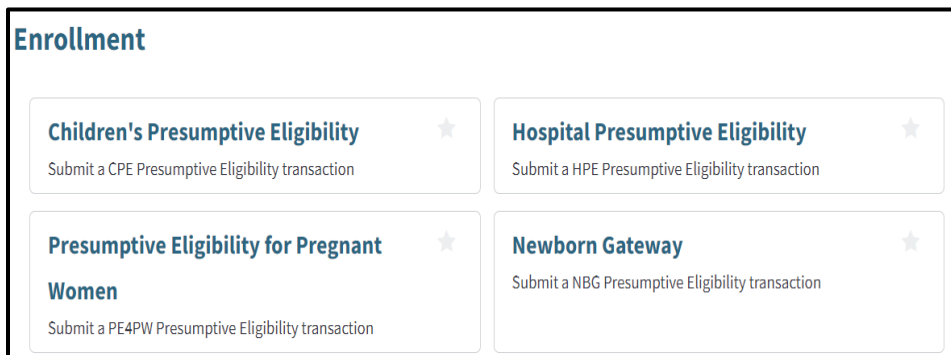 Enrollment
Children's Presumptive Eligibility
Submit a CPE Presumptive Eligibility transaction
Hospital Presumptive Eligibility
Submit a HPE Presumptive Eligibility transaction
Presumptive Eligibility for Pregnant
Women
Submit a PE4PW Presumptive Eligibility transaction
Newborn Gateway
Submit a NBG Presumptive Eligibility transaction